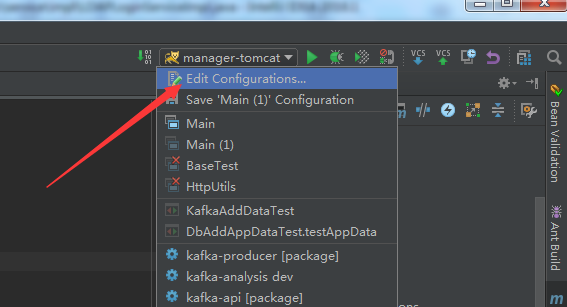 manager-tomcat
VCS VCS
Edit Configurations...
Save 'Main (1)' Configuration
Main
Main (1)
BaseTest
HttpUtils
KafkaAddDataTest
DbAddAppDataTest.testAppData
kafka-producer [package]
kafka-analysis dev
kafka-api [package]
Bean Validation
Ant Build